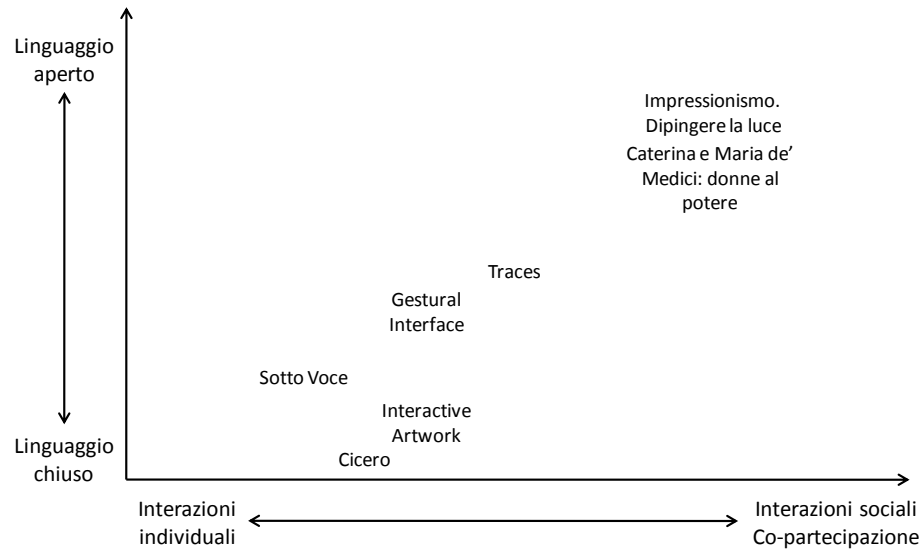 Linguaggio
aperto
Impressionismo.
Dipingere la luce
Caterina e Maria de’
Medici: donne al
potere
Traces
Gestural
Interface
Sotto Voce
Interactive
Artwork
Cicero
Linguaggio
chiuso
Interazioni
individuali
Interazioni sociali
Co-partecipazione